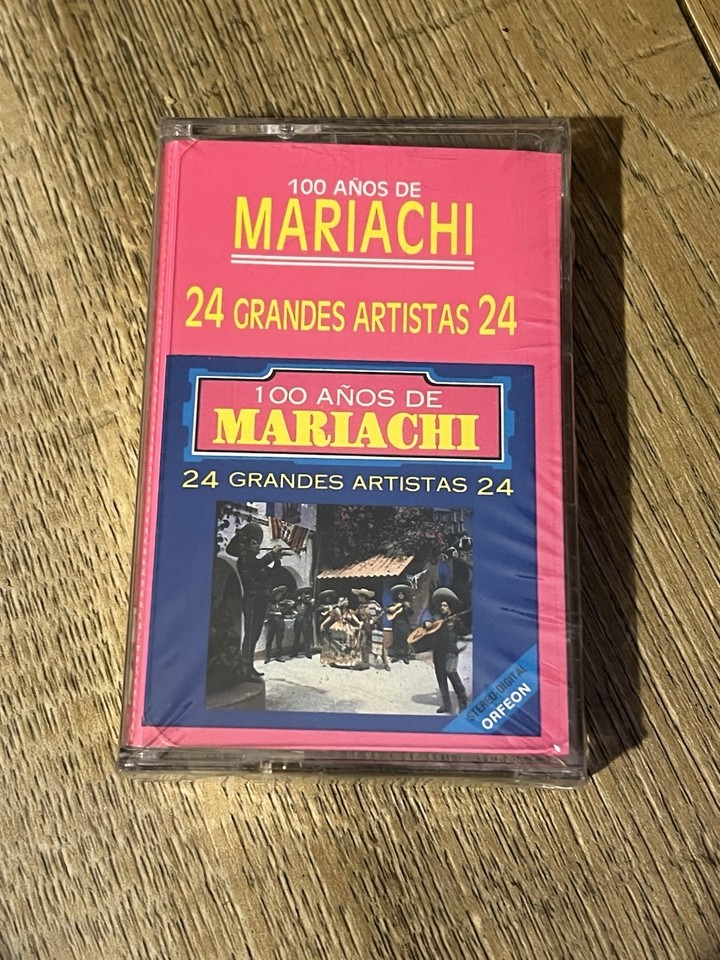 100 AÑOS DE
MARIACHI
24 GRANDES ARTISTAS 24
100 AÑOS DE
MARIACHI
24 GRANDES ARTISTAS 24
STEREO-DIGITAL
ORFEON